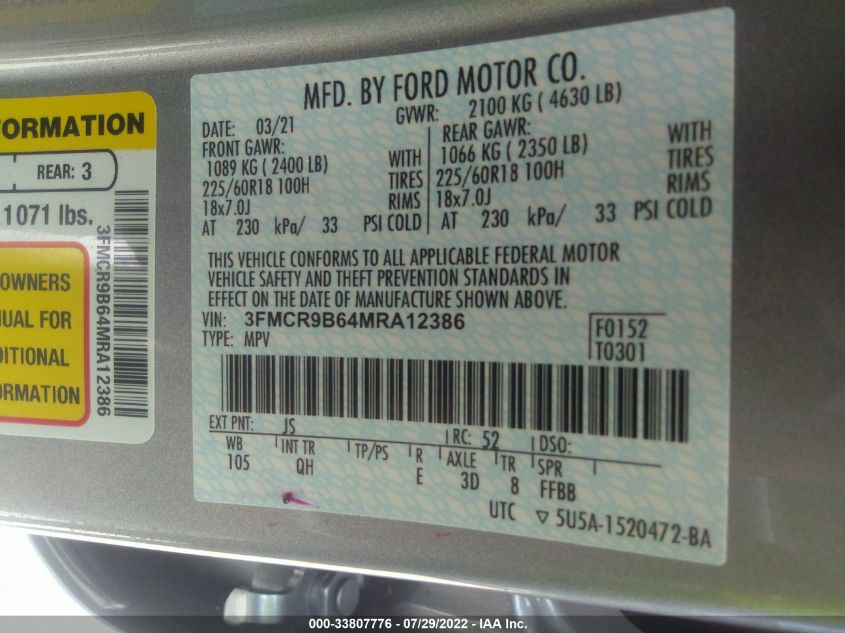 FORMATION
REAR: 3
1071 lbs.
OWNERS
UAL FOR
DITIONAL
ORMATION
3FMCR9B64MRA12386
MFD. BY FORD MOTOR CO.
DATE: 03/21 GVWR: 2100 KG ( 4630 LB)
FRONT GAWR: REAR GAWR:
1089 KG ( 2400 LB) WITH 1066 KG ( 2350 LB) WITH
225/60R18 100H TIRES 225/60R18 100H TIRES
18x7.0J RIMS 18x7.0J RIMS
AT 230 kPa/ 33 PSI COLD AT 230 kPa/ 33 PSI COLD
THIS VEHICLE CONFORMS TO ALL APPLICABLE FEDERAL MOTOR
VEHICLE SAFETY AND THEFT PREVENTION STANDARDS IN
EFFECT ON THE DATE OF MANUFACTURE SHOWN ABOVE.
VIN: 3FMCR9B64MRA12386 F0152
TYPE: MPV T0301
EXT PNT: JS RC: 52 DSO:
WB INT TR TP/PS R AXLE TR SPR
105 QH E 3D 8 FFBB
UTC ▽ 5U5A-1520472-BA
000-33807776 - 07/29/2022 - IAA Inc.